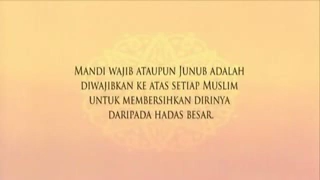 Mandi wajib ataupun Junub adalah
diwajibkan ke atas setiap Muslim
untuk membersihkan dirinya
daripada hadas besar.